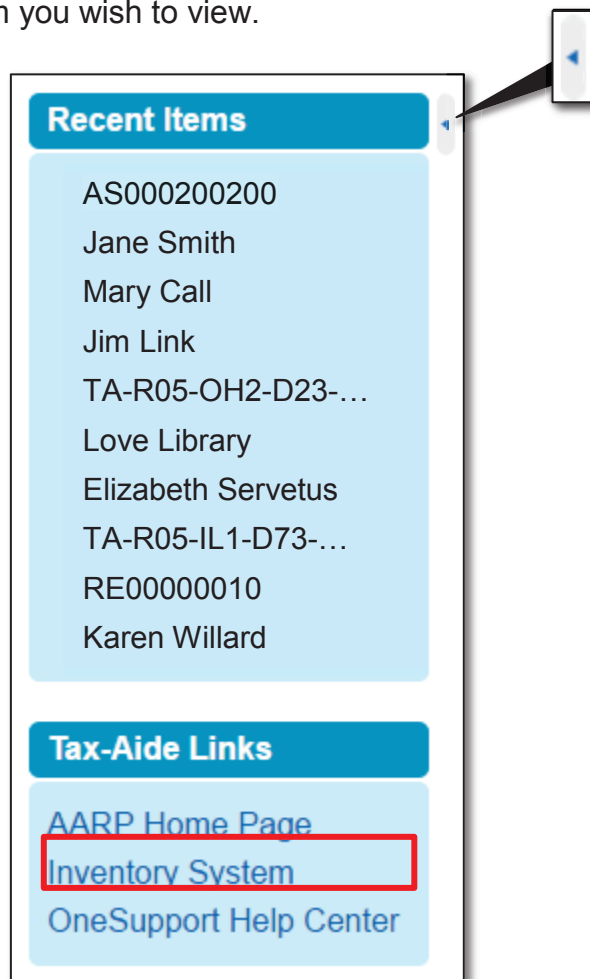 you wish to view.
Recent Items
AS000200200
Jane Smith
Mary Call
Jim Link
TA-R05-OH2-D23-…
Love Library
Elizabeth Servetus
TA-R05-IL1-D73-…
RE00000010
Karen Willard
Tax-Aide Links
AARP Home Page
Inventory System
OneSupport Help Center